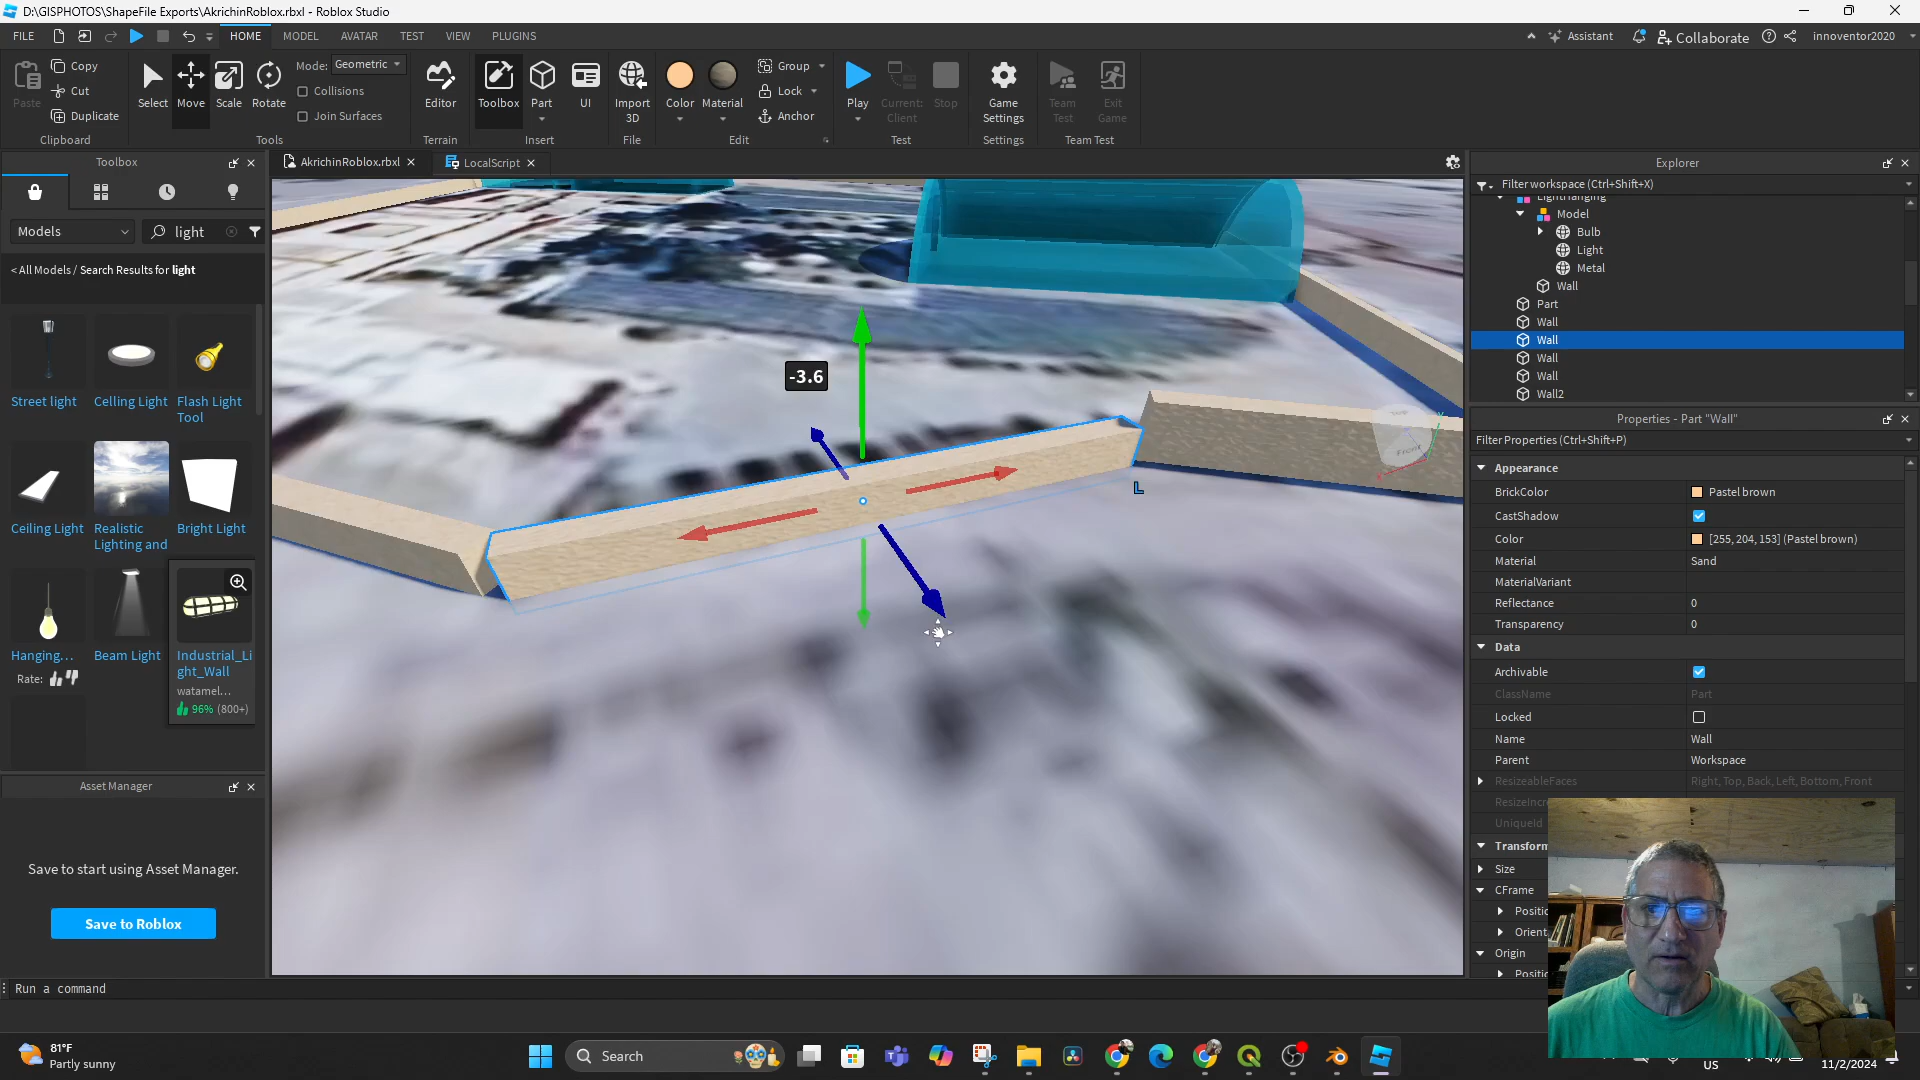 D:\GISPHOTOS\ShapeFile Exports\AkrichinRoblox.rbxl - Roblox Studio
FILE HOME MODEL AVATAR TEST VIEW PLUGINS Assistant Collaborate innoventor2020
Paste Copy Cut Duplicate
Clipboard
Select Move Scale Rotate
Mode: Geometric
Collisions
Join Surfaces
Tools
Editor
Terrain
Toolbox Part UI
Insert
Import 3D
File
Color Material
Group
Lock
Anchor
Edit
Play Current: Client Stop
Test
Game Settings
Settings
Team Test Exit Game
Team Test
Toolbox
Models light
< All Models / Search Results for light
Street light Celling Light Flash Light Tool
Ceiling Light Realistic Lighting and Bright Light
Hanging... Beam Light Industrial_Li
ght_Wall
Rate:
watamel...
96% (800+)
Asset Manager
Save to start using Asset Manager.
Save to Roblox
AkrichinRoblox.rbxl LocalScript
-3.6
L
Front
Explorer
Filter workspace (Ctrl+Shift+X)
LightHanging
Model
Bulb
Light
Metal
Wall
Part
Wall
Wall
Wall
Wall
Wall2
Properties - Part "Wall"
Filter Properties (Ctrl+Shift+P)
Appearance
BrickColor Pastel brown
CastShadow
Color [255, 204, 153] (Pastel brown)
Material Sand
MaterialVariant
Reflectance 0
Transparency 0
Data
Archivable
ClassName Part
Locked
Name Wall
Parent Workspace
ResizeableFaces Right, Top, Back, Left, Bottom, Front
ResizeIncre
UniqueId
Transform
Size
CFrame
Positio
Orient
Origin
Positio
Run a command
81°F
Partly sunny
Search
US
11/2/2024